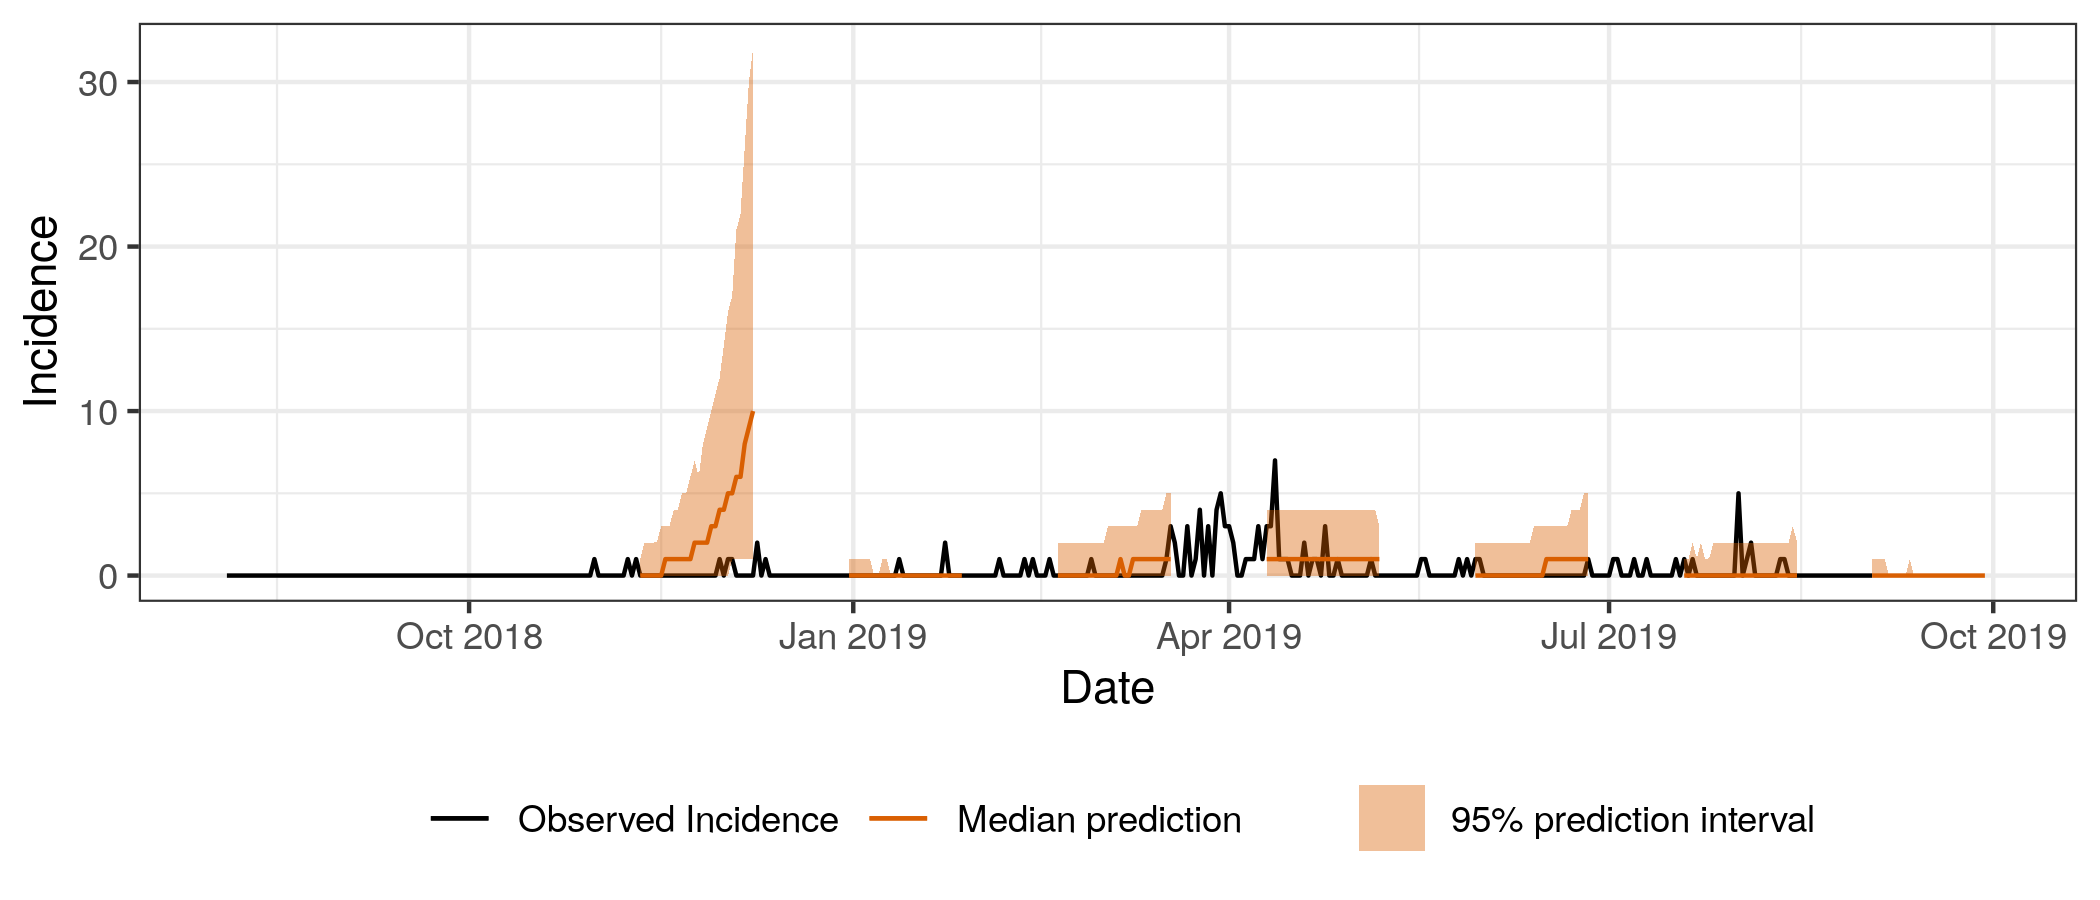 30
20
10
0
Incidence
Oct 2018 Jan 2019 Apr 2019 Jul 2019 Oct 2019
Date
Observed Incidence Median prediction 95% prediction interval